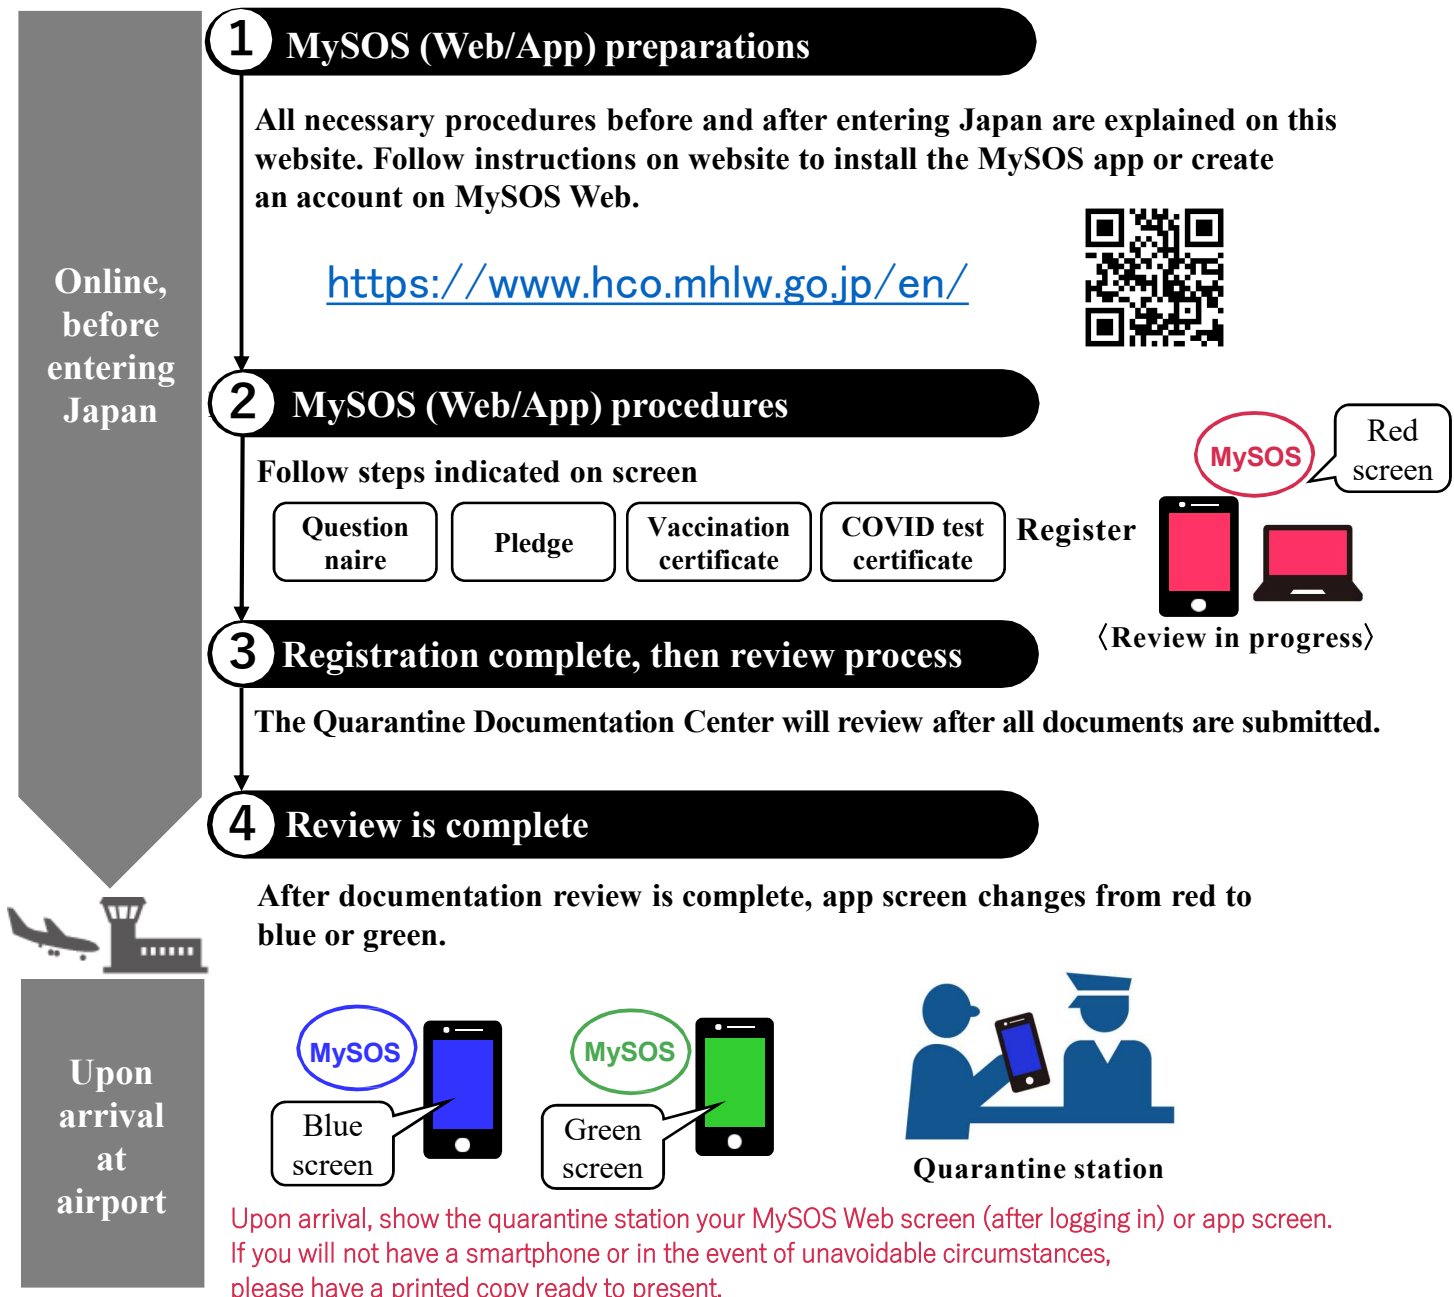 1 MySOS (Web/App) preparations
All necessary procedures before and after entering Japan are explained on this
website. Follow instructions on website to install the MySOS app or create
an account on MySOS Web.
https://www.hco.mhlw.go.jp/en/
Online,
before
entering
Japan
2 MySOS (Web/App) procedures
Follow steps indicated on screen
Question
naire
Pledge
Vaccination
certificate
COVID test
certificate
Register
MySOS
Red
screen
〈Review in progress〉
3 Registration complete, then review process
The Quarantine Documentation Center will review after all documents are submitted.
4 Review is complete
After documentation review is complete, app screen changes from red to
blue or green.
Upon
arrival
at
airport
MySOS
Blue
screen
MySOS
Green
screen
Quarantine station
Upon arrival, show the quarantine station your MySOS Web screen (after logging in) or app screen.
If you will not have a smartphone or in the event of unavoidable circumstances,
please have a printed copy ready to present.